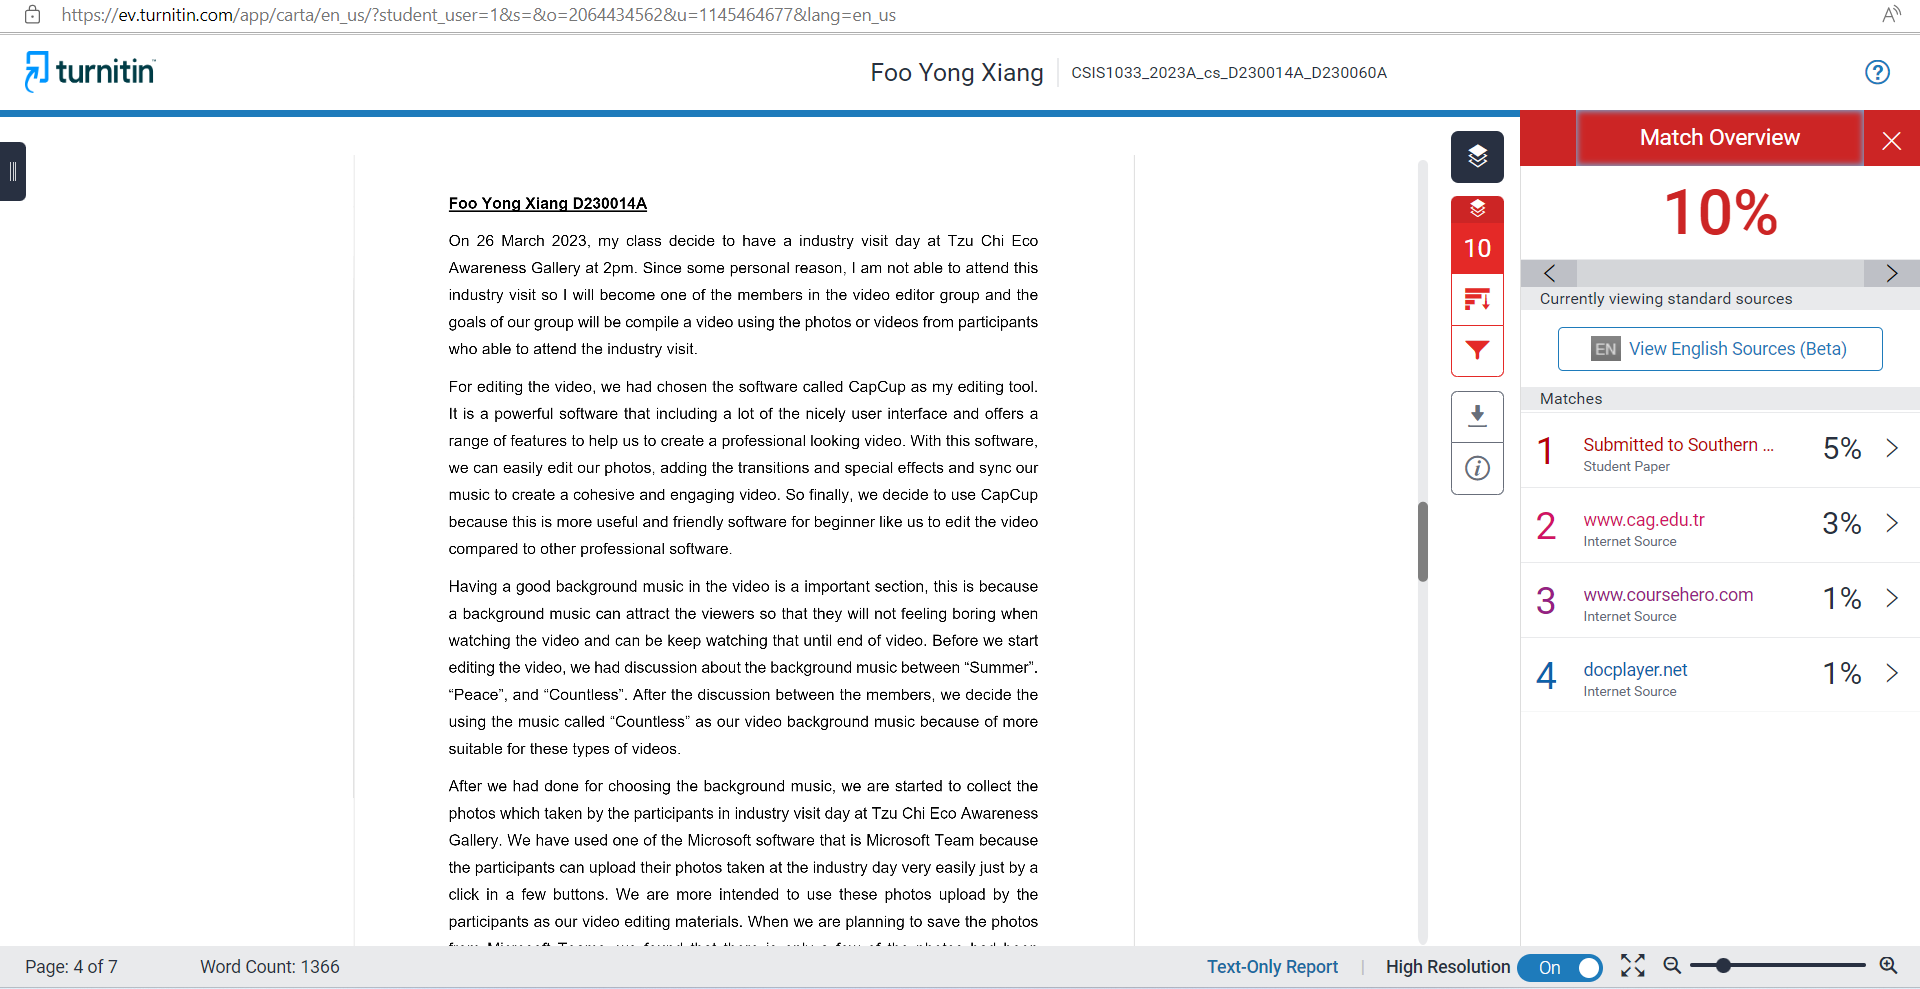 https://ev.turnitin.com/app/carta/en_us/?student_user=1&s=&o=2064434562&u=1145464677&lang=en_us
turnitin
Foo Yong Xiang
CSIS1033_2023A_cs_D230014A_D230060A
Foo Yong Xiang D230014A
On 26 March 2023, my class decide to have a industry visit day at Tzu Chi Eco
Awareness Gallery at 2pm. Since some personal reason, I am not able to attend this
industry visit so I will become one of the members in the video editor group and the
goals of our group will be compile a video using the photos or videos from participants
who able to attend the industry visit.
For editing the video, we had chosen the software called CapCup as my editing tool.
It is a powerful software that including a lot of the nicely user interface and offers a
range of features to help us to create a professional looking video. With this software,
we can easily edit our photos, adding the transitions and special effects and sync our
music to create a cohesive and engaging video. So finally, we decide to use CapCup
because this is more useful and friendly software for beginner like us to edit the video
compared to other professional software.
Having a good background music in the video is a important section, this is because
a background music can attract the viewers so that they will not feeling boring when
watching the video and can be keep watching that until end of video. Before we start
editing the video, we had discussion about the background music between “Summer”.
“Peace”, and “Countless”. After the discussion between the members, we decide the
using the music called “Countless” as our video background music because of more
suitable for these types of videos.
After we had done for choosing the background music, we are started to collect the
photos which taken by the participants in industry visit day at Tzu Chi Eco Awareness
Gallery. We have used one of the Microsoft software that is Microsoft Team because
the participants can upload their photos taken at the industry day very easily just by a
click in a few buttons. We are more intended to use these photos upload by the
participants as our video editing materials. When we are planning to save the photos
from Microsoft Teams, we found that there is only a few of the photos had been
10
Match Overview
10%
Currently viewing standard sources
EN View English Sources (Beta)
Matches
1 Submitted to Southern ... 5%
Student Paper
2 www.cag.edu.tr 3%
Internet Source
3 www.coursehero.com 1%
Internet Source
4 docplayer.net 1%
Internet Source
Page: 4 of 7
Word Count: 1366
Text-Only Report
High Resolution On